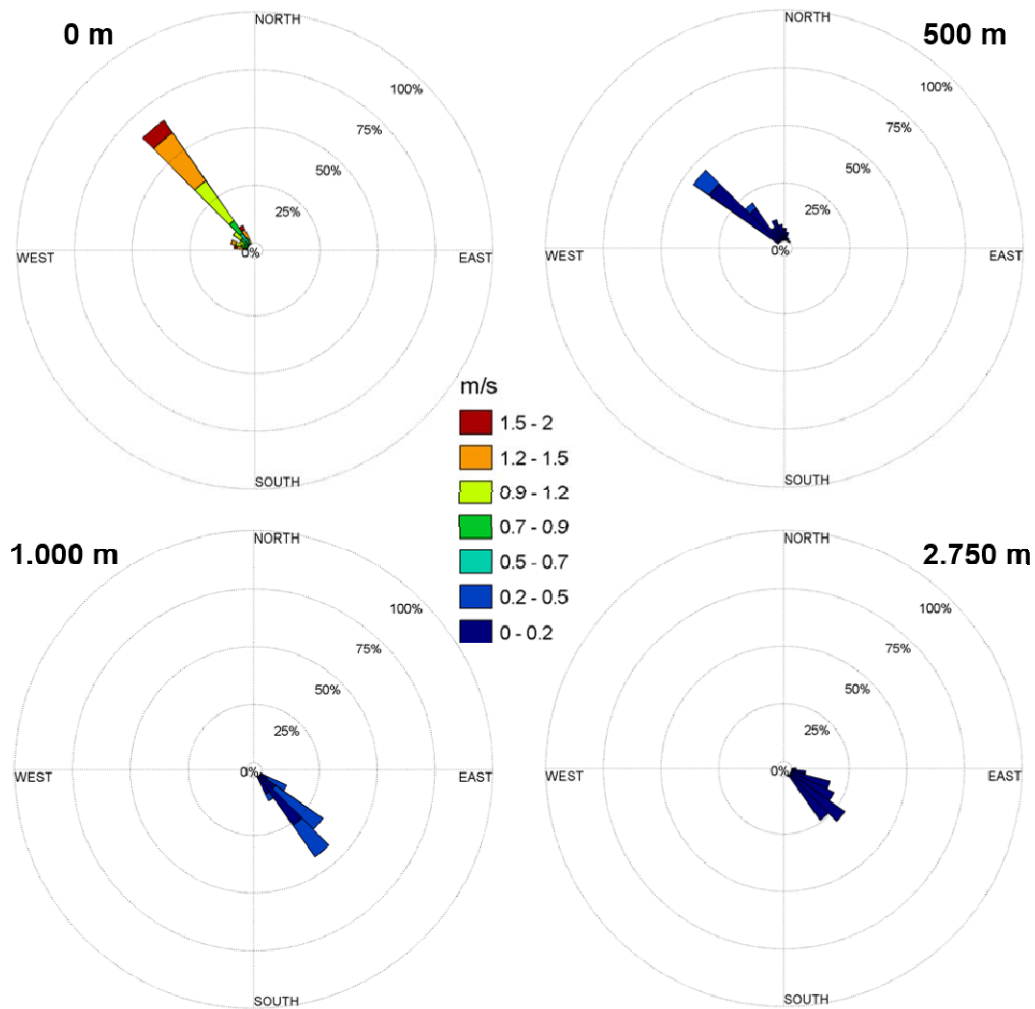 0 m
NORTH
100%
75%
50%
25%
0%
WEST
EAST
SOUTH
500 m
NORTH
100%
75%
50%
25%
0%
WEST
EAST
SOUTH
m/s
1.5 - 2
1.2 - 1.5
0.9 - 1.2
0.7 - 0.9
0.5 - 0.7
0.2 - 0.5
0 - 0.2
1.000 m
NORTH
100%
75%
50%
25%
0%
WEST
EAST
SOUTH
2.750 m
NORTH
100%
75%
50%
25%
0%
WEST
EAST
SOUTH